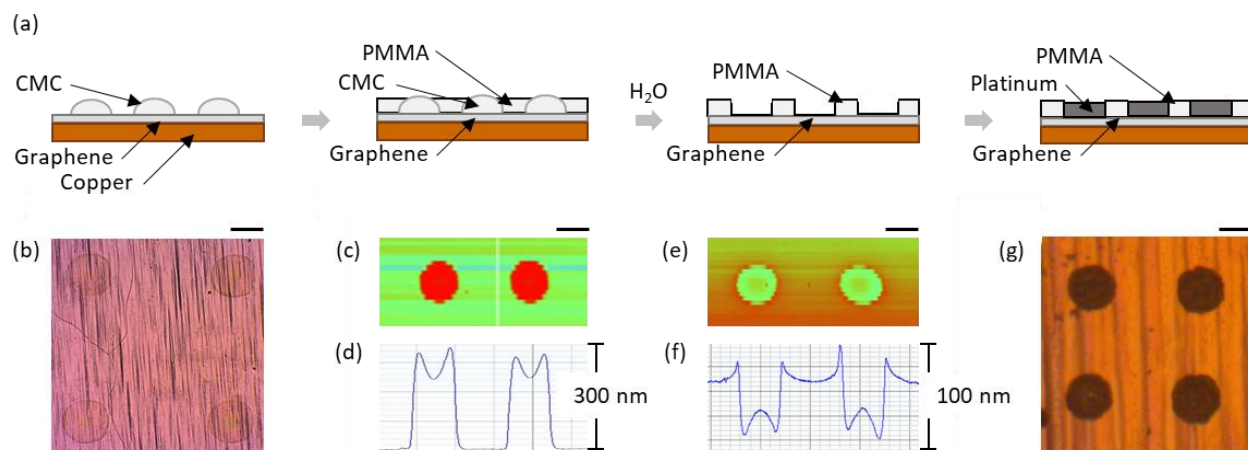 (a)
CMC
Graphene
Copper
PMMA
CMC
Graphene
H₂O
PMMA
Graphene
PMMA
Platinum
Graphene
(b)
(c)
(d)
300 nm
(e)
(f)
100 nm
(g)